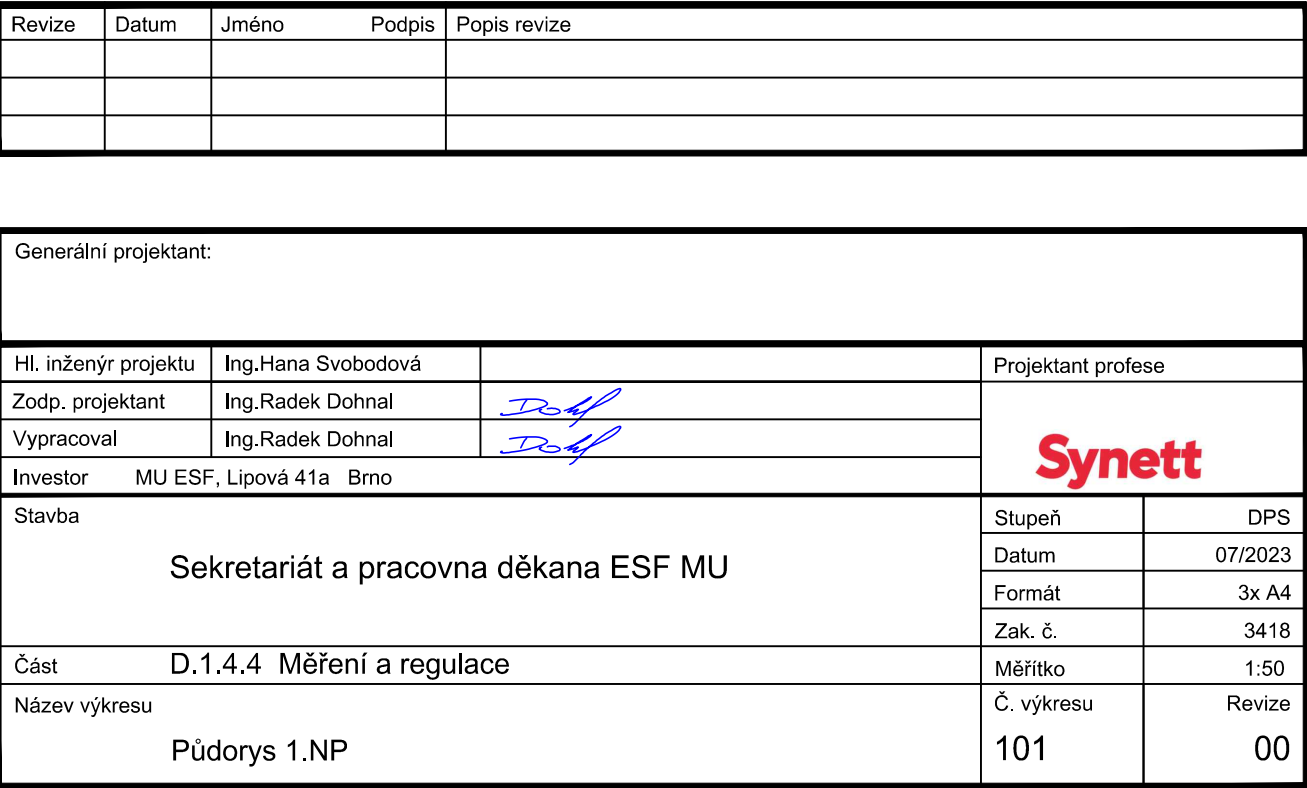 Revize Datum Jméno Podpis Popis revize
Generální projektant:
Hl. inženýr projektu Ing.Hana Svobodová Projektant profese
Zodp. projektant Ing.Radek Dohnal
Vypracoval Ing.Radek Dohnal
Synett
Investor MU ESF, Lipová 41a Brno
Stavba
Sekretariát a pracovna děkana ESF MU
Stupeň DPS
Datum 07/2023
Formát 3x A4
Zak. č. 3418
Část D.1.4.4 Měření a regulace
Měřítko 1:50
Název výkresu
Půdorys 1.NP
Č. výkresu Revize
101 00